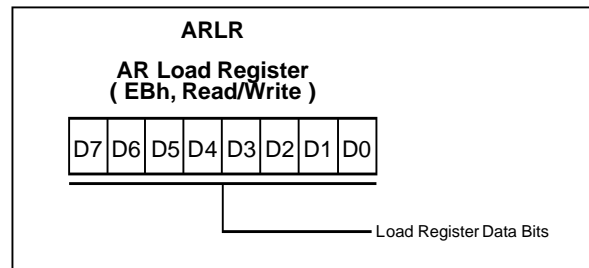 ARLR
AR Load Register
( EBh, Read/Write )
D7 D6 D5 D4 D3 D2 D1 D0
Load Register Data Bits